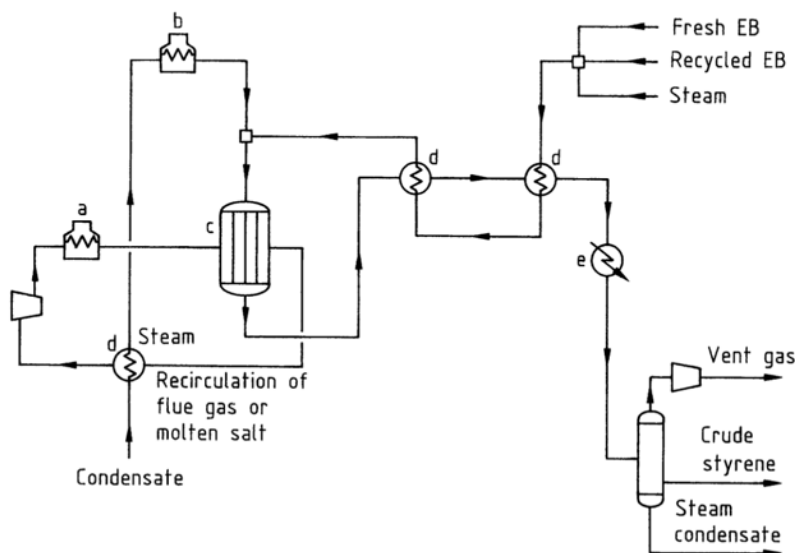 b
Fresh EB
Recycled EB
Steam
d
d
a
c
e
d
Steam
Recirculation of
flue gas or
molten salt
Condensate
Vent gas
Crude
styrene
Steam
condensate